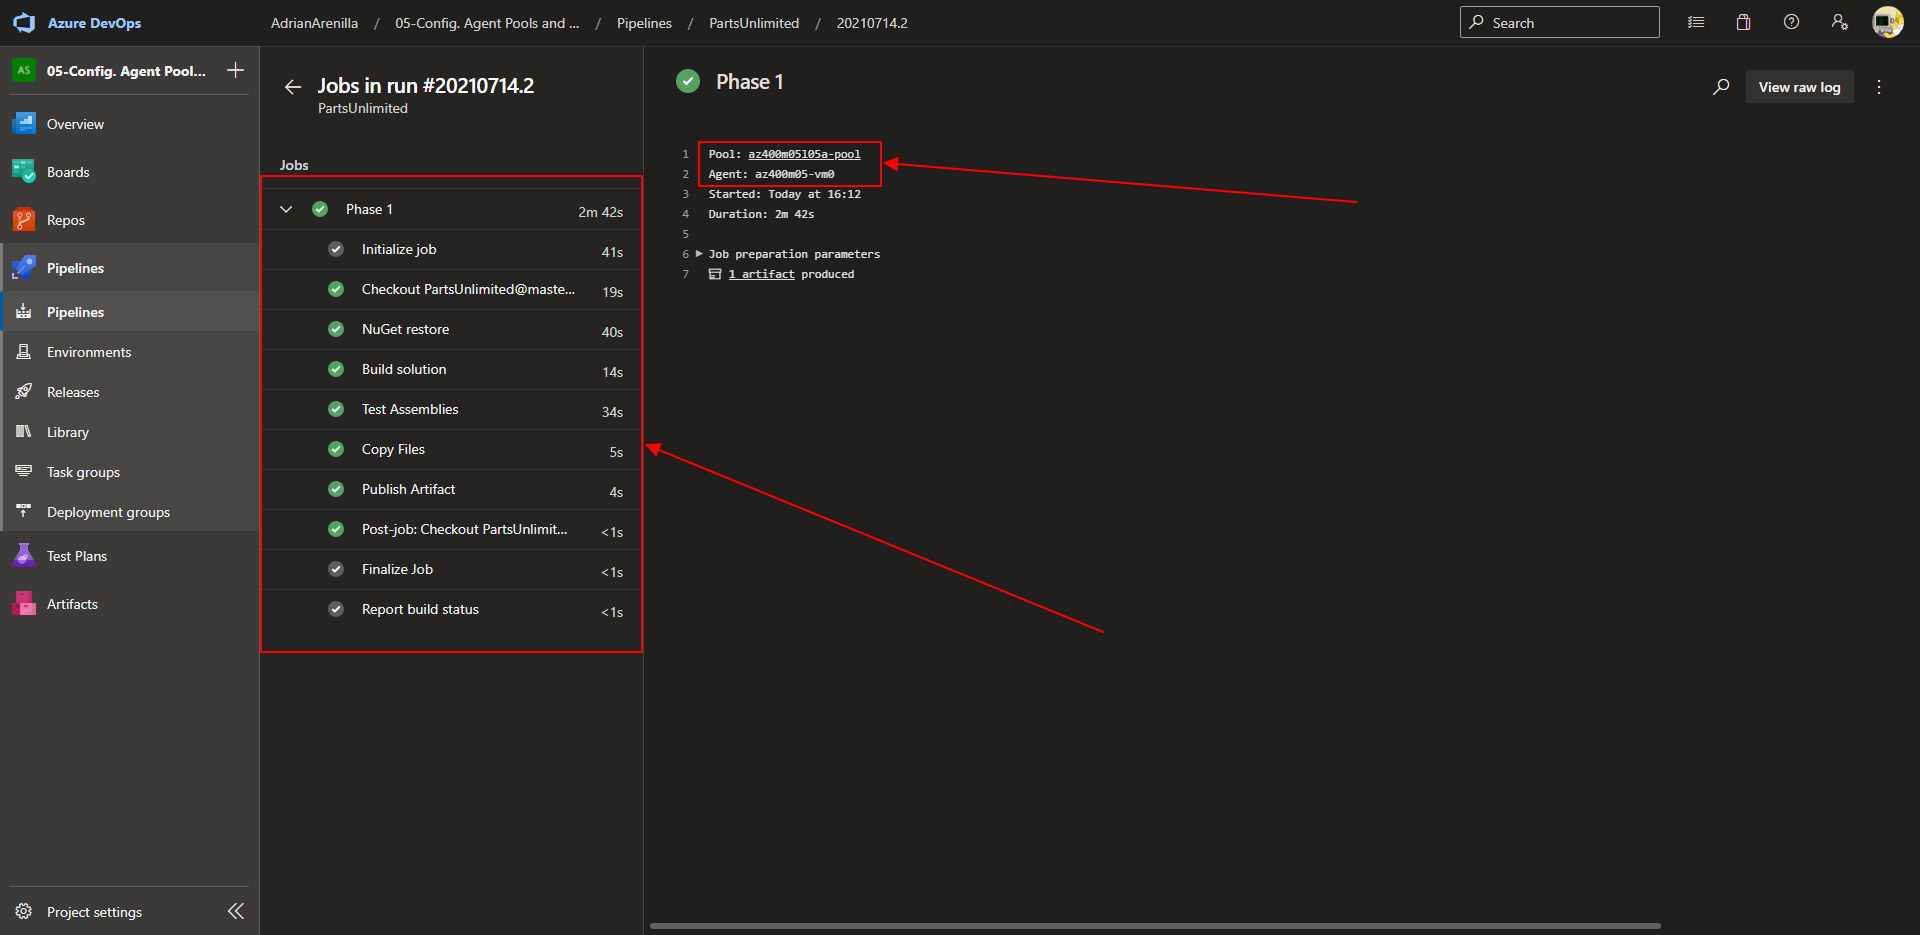 Azure DevOps
AdrianArenilla / 05-Config. Agent Pools and ... / Pipelines / PartsUnlimited / 20210714.2
Search
AS 05-Config. Agent Pool...
Overview
Boards
Repos
Pipelines
Pipelines
Environments
Releases
Library
Task groups
Deployment groups
Test Plans
Artifacts
Project settings
Jobs in run #20210714.2
PartsUnlimited
Jobs
Phase 1 2m 42s
Initialize job 41s
Checkout PartsUnlimited@maste... 19s
NuGet restore 40s
Build solution 14s
Test Assemblies 34s
Copy Files 5s
Publish Artifact 4s
Post-job: Checkout PartsUnlimit... <1s
Finalize Job <1s
Report build status <1s
Phase 1
View raw log
1 Pool: az400m05l05a-pool
2 Agent: az400m05-vm0
3 Started: Today at 16:12
4 Duration: 2m 42s
5
6 Job preparation parameters
7 1 artifact produced